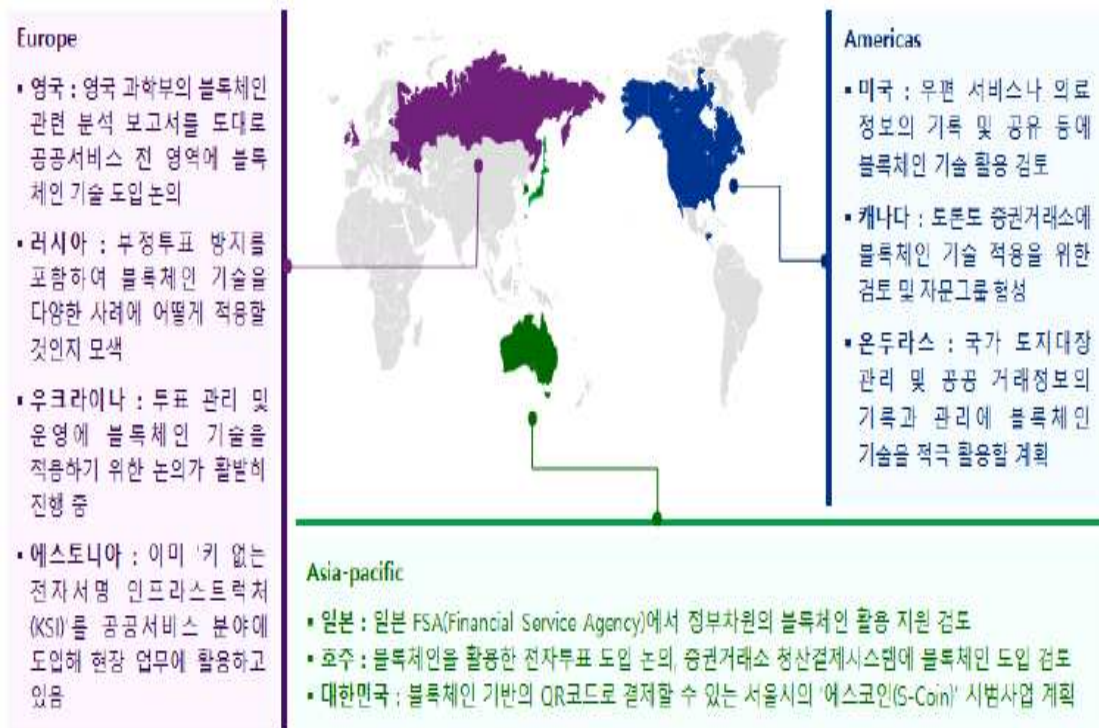 Europe
▪ 영국 : 영국 과학부의 블록체인
관련 분석 보고서를 토대로
공공서비스 전 영역에 블록
체인 기술 도입 논의
▪ 러시아 : 부정투표 방지를
포함하여 블록체인 기술을
다양한 사례에 어떻게 적용할
것인지 모색
▪ 우크라이나 : 투표 관리 및
운영에 블록체인 기술을
적용하기 위한 논의가 활발히
진행 중
▪ 에스토니아 : 이미 '키 없는
전자서명 인프라스트럭처
(KSI)'를 공공서비스 분야에
도입해 현장 업무에 활용하고
있음
Americas
▪ 미국 : 우편 서비스나 의료
정보의 기록 및 공유 등에
블록체인 기술 활용 검토
▪ 캐나다 : 토론토 증권거래소에
블록체인 기술 적용을 위한
검토 및 자문그룹 형성
▪ 온두라스 : 국가 토지대장
관리 및 공공 거래정보의
기록과 관리에 블록체인
기술을 적극 활용할 계획
Asia-pacific
▪ 일본 : 일본 FSA(Financial Service Agency)에서 정부차원의 블록체인 활용 지원 검토
▪ 호주 : 블록체인을 활용한 전자투표 도입 논의, 증권거래소 청산결제시스템에 블록체인 도입 검토
▪ 대한민국 : 블록체인 기반의 QR코드로 결제할 수 있는 서울시의 '에스코인(S-Coin)' 시범사업 계획